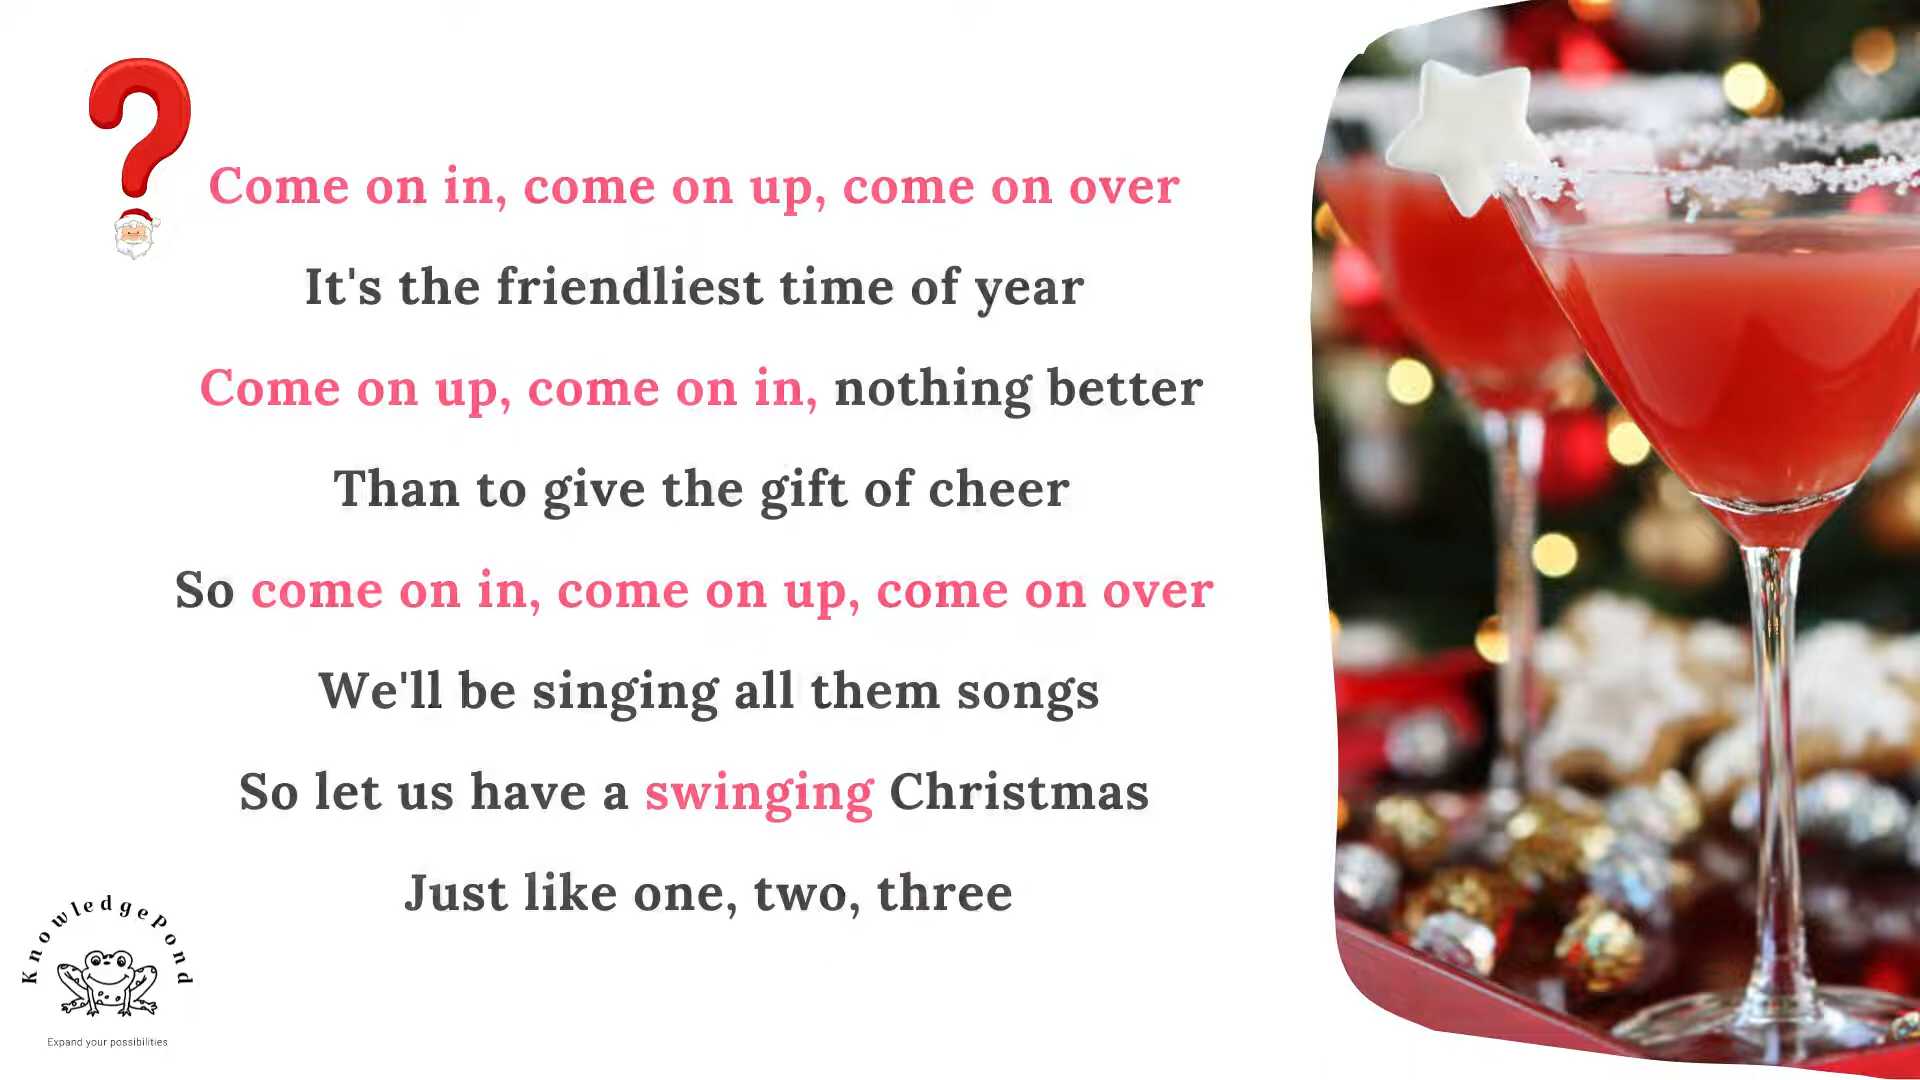 Come on in, come on up, come on over
It's the friendliest time of year
Come on up, come on in, nothing better
Than to give the gift of cheer
So come on in, come on up, come on over
We'll be singing all them songs
So let us have a swinging Christmas
Just like one, two, three
KnowledgePond
Expand your possibilities